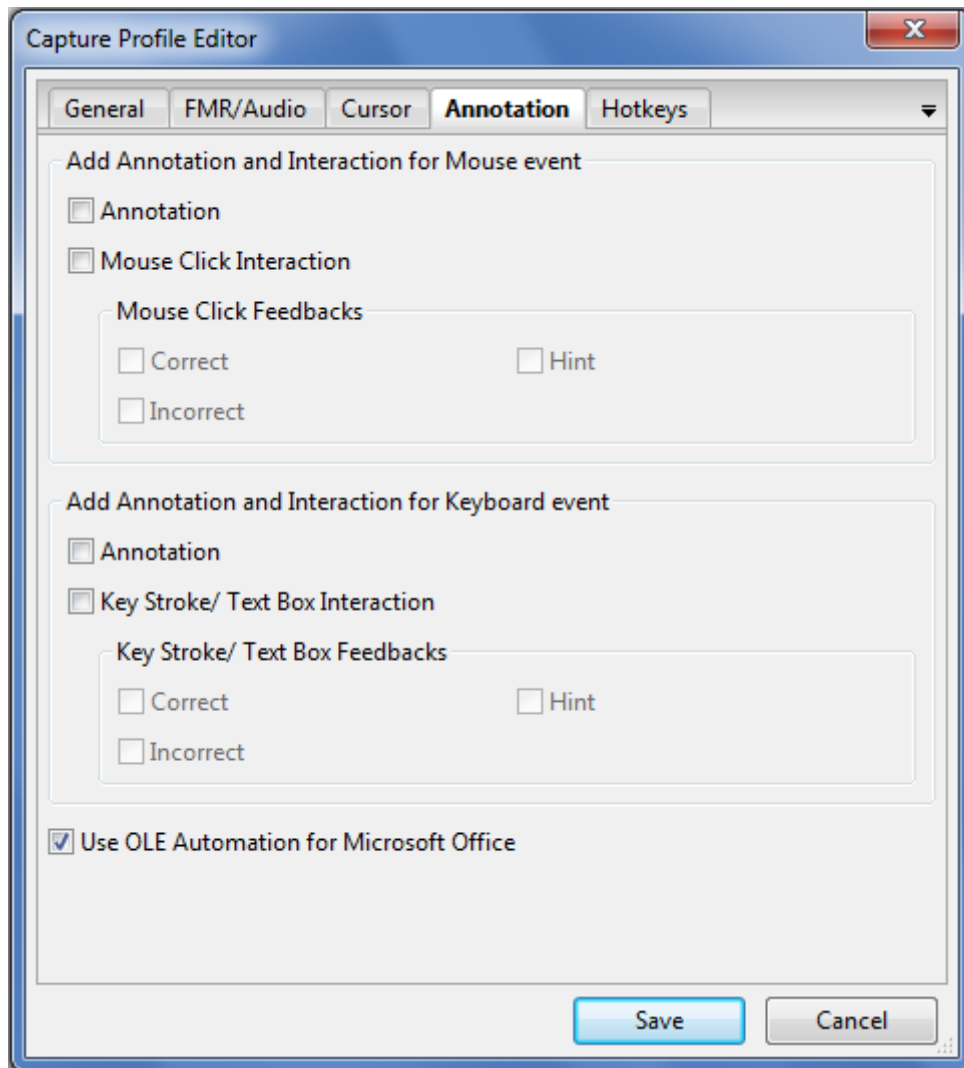 Capture Profile Editor
General FMR/Audio Cursor Annotation Hotkeys
Add Annotation and Interaction for Mouse event
Annotation
Mouse Click Interaction
Mouse Click Feedbacks
Correct Hint
Incorrect
Add Annotation and Interaction for Keyboard event
Annotation
Key Stroke/ Text Box Interaction
Key Stroke/ Text Box Feedbacks
Correct Hint
Incorrect
Use OLE Automation for Microsoft Office
Save Cancel